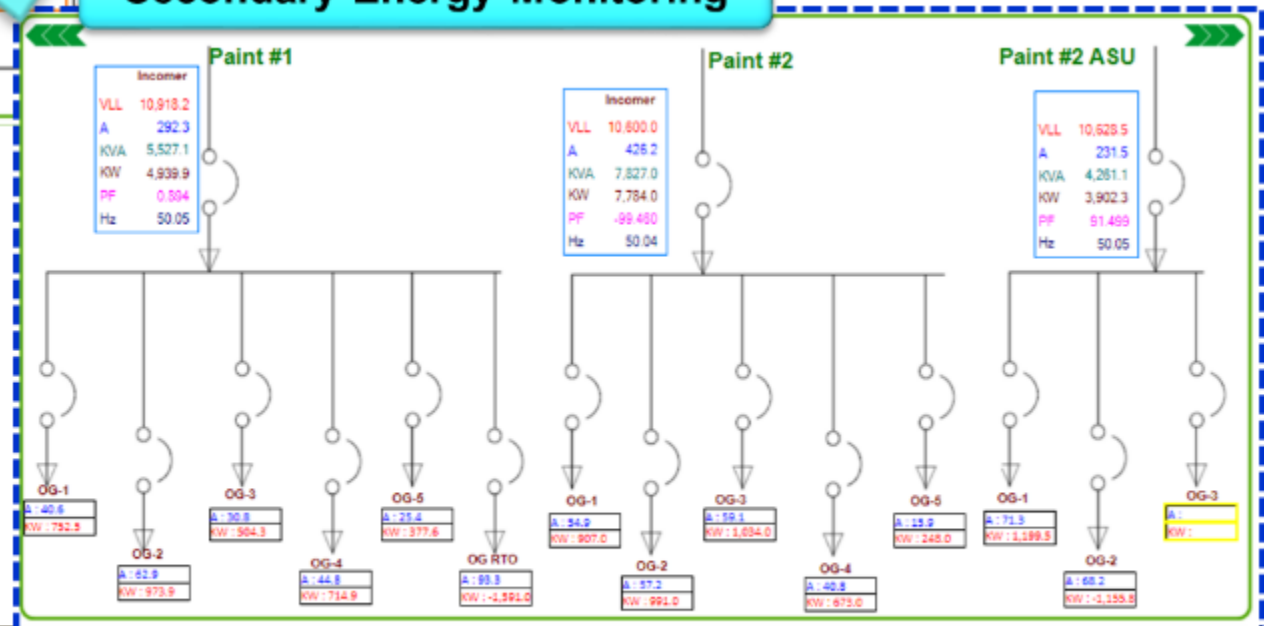 Secondary Energy Monitoring
Paint #1
Incomer
VLL 10,918.2
A 292.3
KVA 5,527.1
KW 4,939.9
PF 0.894
Hz 50.05
OG-1
A : 40.6
KW : 752.5
OG-2
A : 62.9
KW : 973.9
OG-3
A : 30.8
KW : 504.3
OG-4
A : 44.8
KW : 714.9
OG-5
A : 25.4
KW : 377.6
OG RTO
A : 93.3
KW : -1,591.0
Paint #2
Incomer
VLL 10,600.0
A 426.2
KVA 7,827.0
KW 7,784.0
PF -99.460
Hz 50.04
OG-1
A : 54.9
KW : 907.0
OG-2
A : 57.2
KW : 991.0
OG-3
A : 59.1
KW : 1,034.0
OG-4
A : 40.8
KW : 673.0
OG-5
A : 15.9
KW : 248.0
Paint #2 ASU
VLL 10,628.5
A 231.5
KVA 4,261.1
KW 3,902.3
PF 91.499
Hz 50.05
OG-1
A : 71.3
KW : 1,199.5
OG-2
A : 68.2
KW : -1,155.8
OG-3
A :
KW :